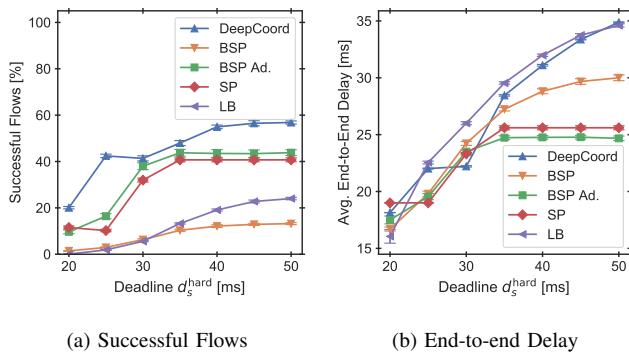 (a)
(b)
100
80
60
40
20
0
Successful Flows [%]
DeepCoord
BSP
BSP Ad.
SP
LB
20
30
40
50
Deadline d_s^hard [ms]
35
30
25
20
15
Avg. End-to-End Delay [ms]
DeepCoord
BSP
BSP Ad.
SP
LB
20
30
40
50
Deadline d_s^hard [ms]
(a) Successful Flows
(b) End-to-end Delay